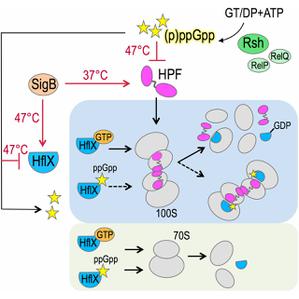 GT/DP+ATP
(p)ppGpp
Rsh
RelQ
RelP
47°C
SigB
37°C
HPF
47°C
47°C
HflX
HflX
GTP
GDP
ppGpp
HflX
100S
HflX
GTP
70S
ppGpp
HflX